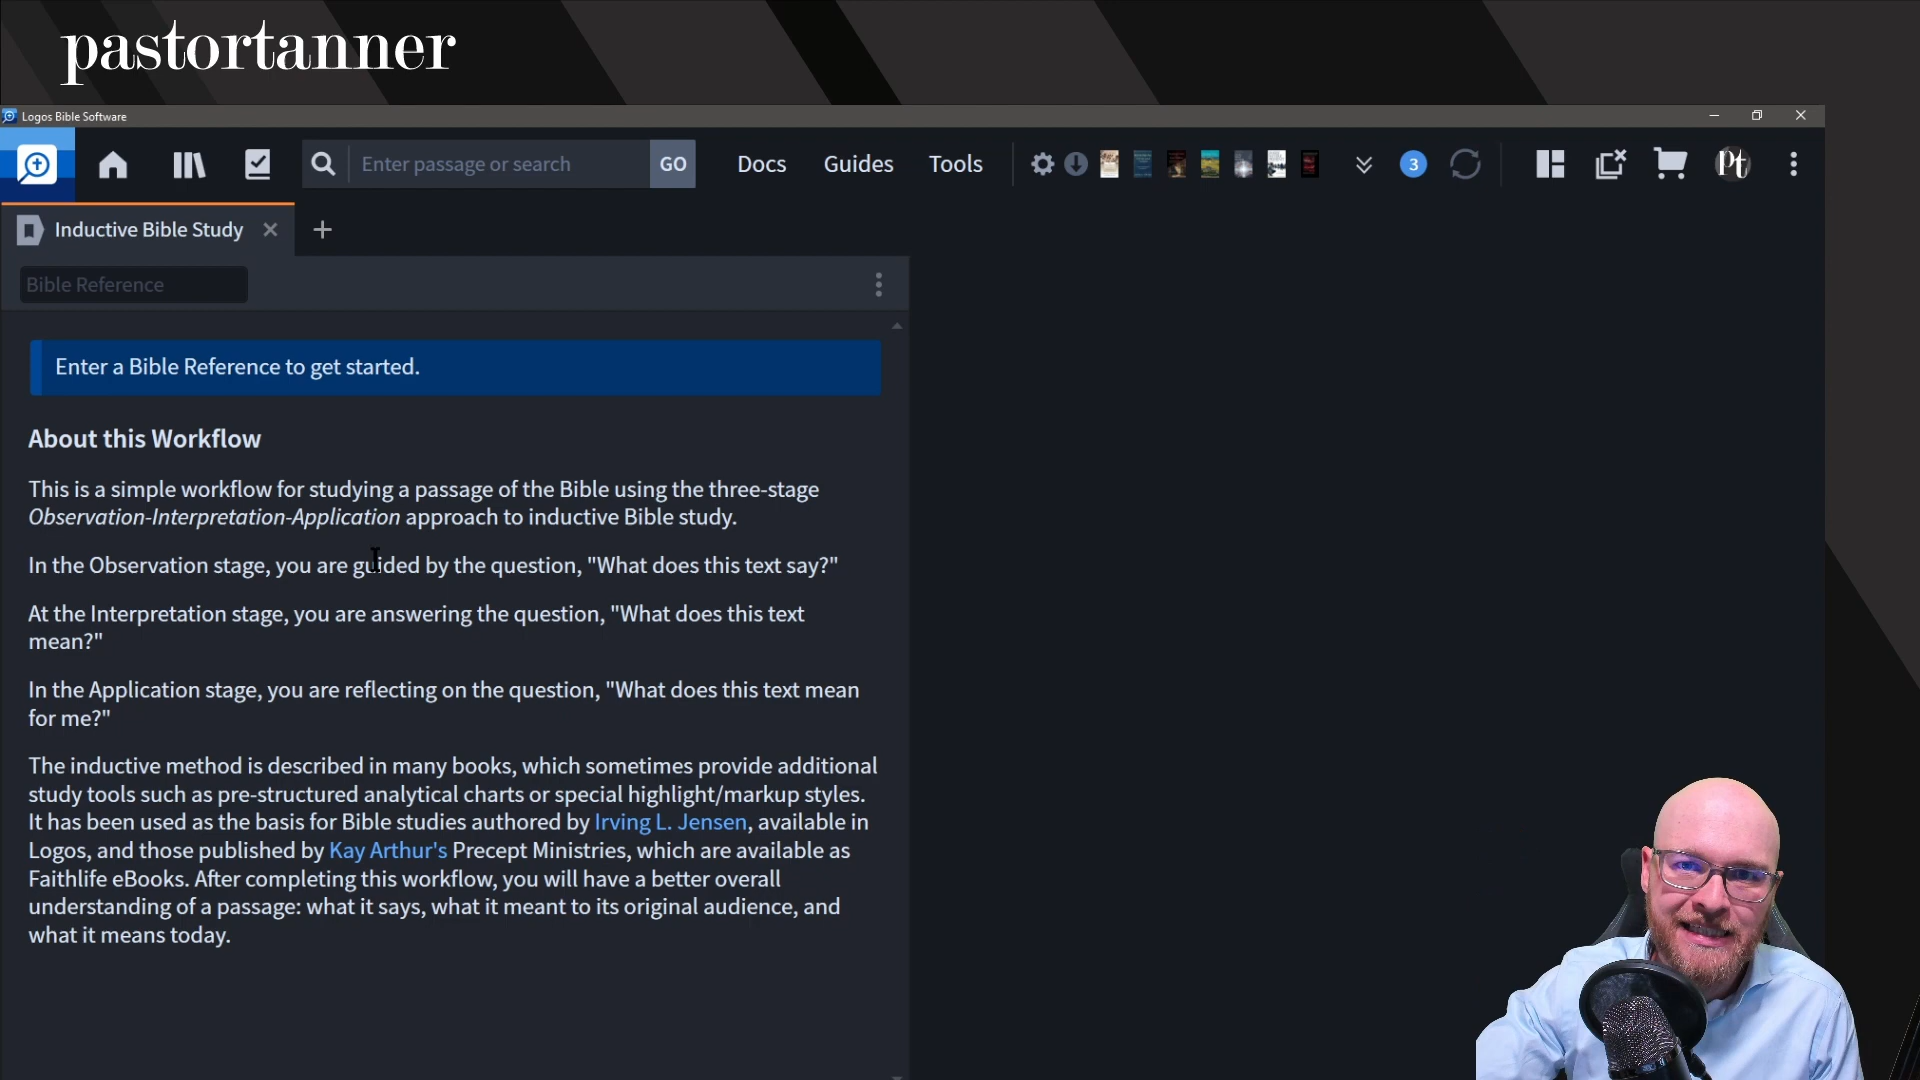 pastortanner
Logos Bible Software
Enter passage or search
GO
Docs
Guides
Tools
3
Pt
Inductive Bible Study
Bible Reference
Enter a Bible Reference to get started.
About this Workflow
This is a simple workflow for studying a passage of the Bible using the three-stage
Observation-Interpretation-Application approach to inductive Bible study.
In the Observation stage, you are guided by the question, "What does this text say?"
At the Interpretation stage, you are answering the question, "What does this text
mean?"
In the Application stage, you are reflecting on the question, "What does this text mean
for me?"
The inductive method is described in many books, which sometimes provide additional
study tools such as pre-structured analytical charts or special highlight/markup styles.
It has been used as the basis for Bible studies authored by Irving L. Jensen, available in
Logos, and those published by Kay Arthur's Precept Ministries, which are available as
Faithlife eBooks. After completing this workflow, you will have a better overall
understanding of a passage: what it says, what it meant to its original audience, and
what it means today.